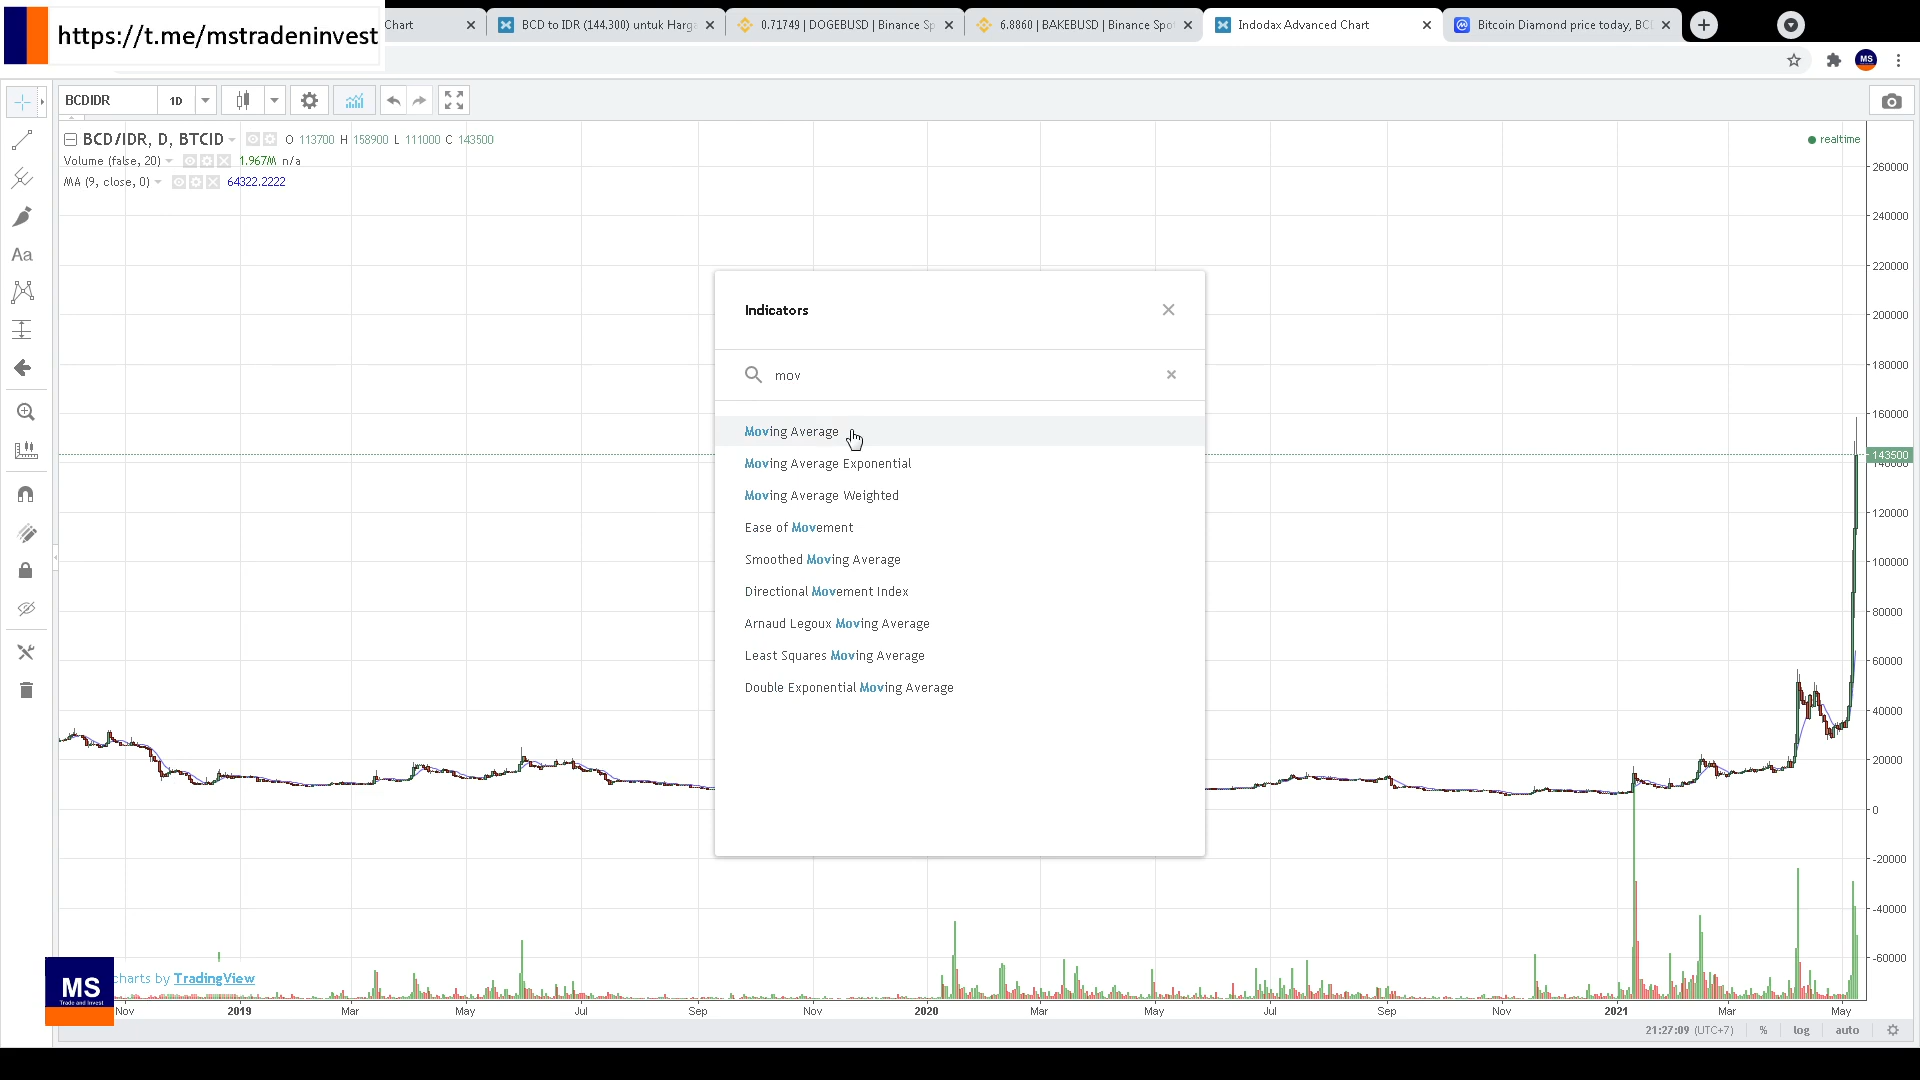 https://t.me/mstradeninvest
Chart
BCD to IDR (144.300) untuk Harg
0.71749 | DOGEBUSD | Binance Sp
6.8860 | BAKEBUSD | Binance Spo
Indodax Advanced Chart
Bitcoin Diamond price today, BC
MS
BCDIDR
1D
BCD/IDR, D, BTCID
O 113700 H 158900 L 111000 C 143500
realtime
Volume (false, 20)
1.967M n/a
MA (9, close, 0)
64322.2222
Aa
Indicators
mov
Moving Average
Moving Average Exponential
Moving Average Weighted
Ease of Movement
Smoothed Moving Average
Directional Movement Index
Arnaud Legoux Moving Average
Least Squares Moving Average
Double Exponential Moving Average
260000
240000
220000
200000
180000
160000
143500
140000
120000
100000
80000
60000
40000
20000
0
-20000
-40000
-60000
charts by TradingView
MS
Trade and Invest
Nov
2019
Mar
May
Jul
Sep
Nov
2020
Mar
May
Jul
Sep
Nov
2021
Mar
May
21:27:09 (UTC+7)
%
log
auto